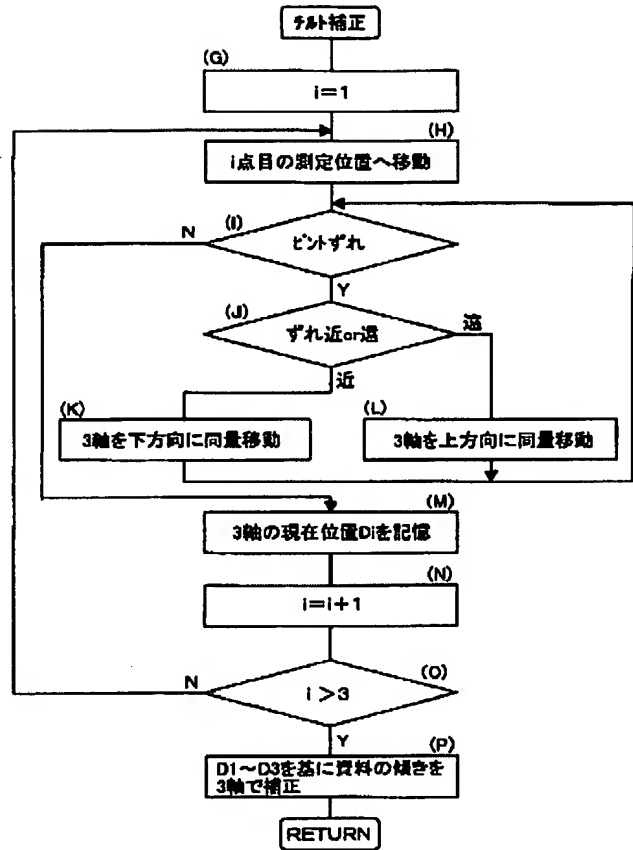 チルト補正
(G)
i=1
(H)
i点目の測定位置へ移動
(I)
N
ピントずれ
Y
(J)
ずれ近or遠
遠
近
(K)
3軸を下方向に同量移動
(L)
3軸を上方向に同量移動
(M)
3軸の現在位置Diを記憶
(N)
i=i+1
(O)
N
i>3
Y
(P)
D1~D3を基に資料の傾きを
3軸で補正
RETURN